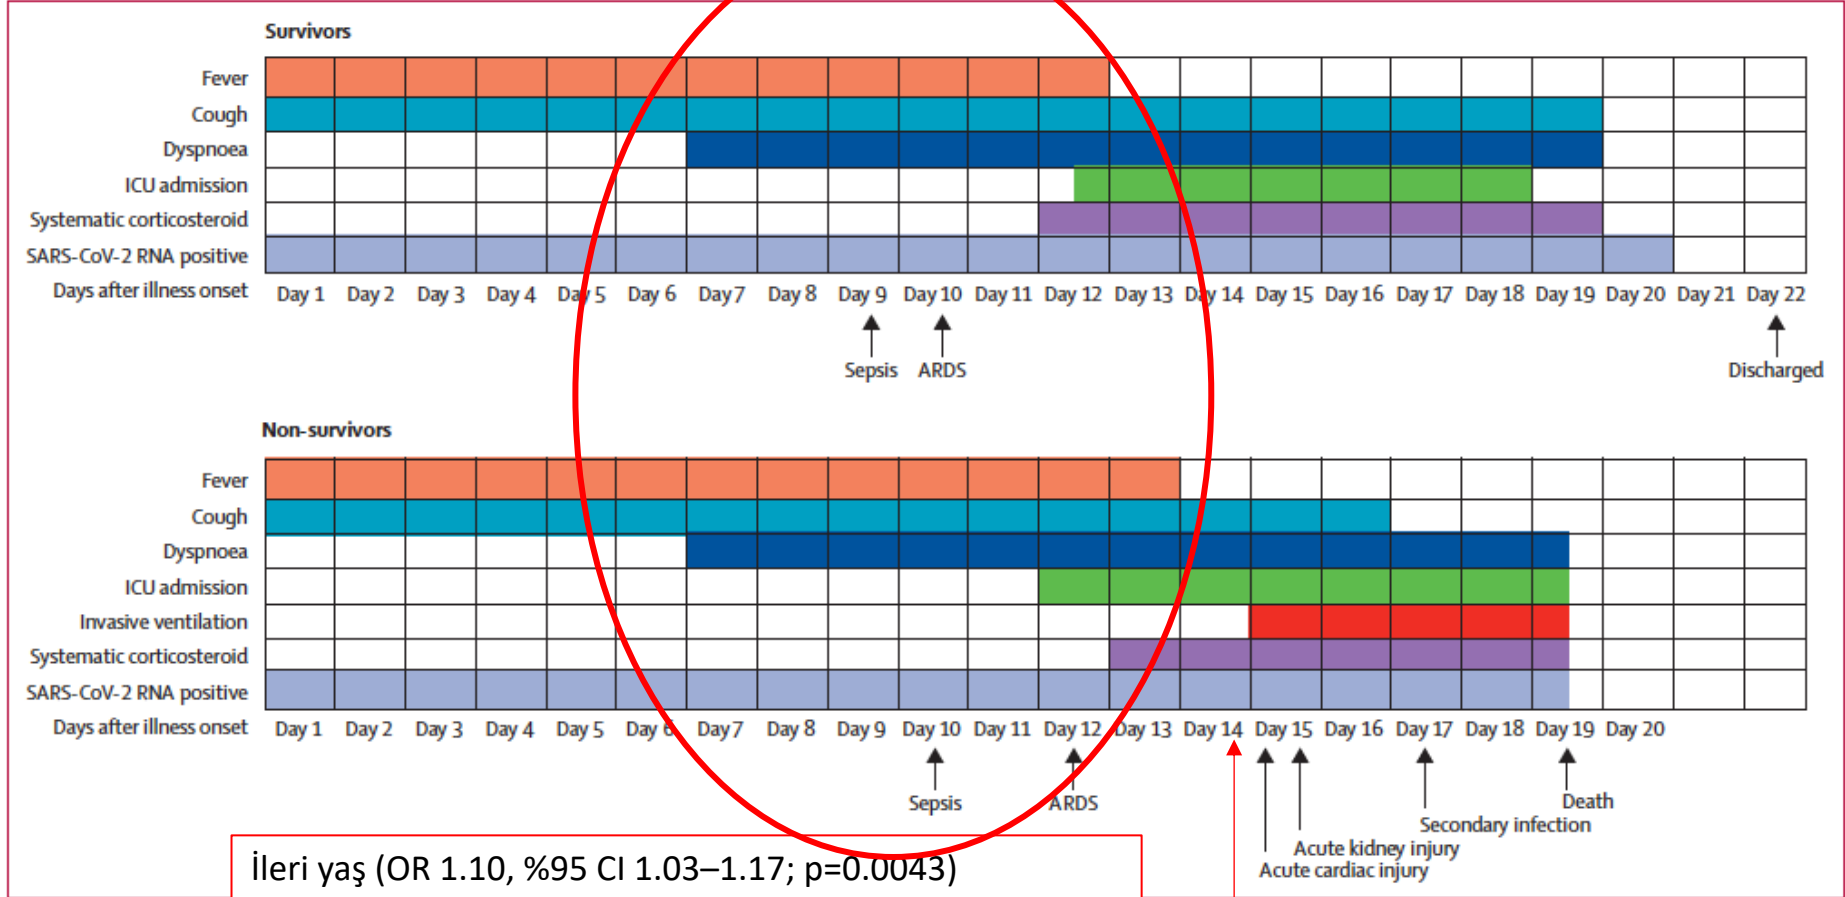 Survivors
Fever
Cough
Dyspnoea
ICU admission
Systematic corticosteroid
SARS-CoV-2 RNA positive
Days after illness onset Day 1 Day 2 Day 3 Day 4 Day 5 Day 6 Day 7 Day 8 Day 9 Day 10 Day 11 Day 12 Day 13 Day 14 Day 15 Day 16 Day 17 Day 18 Day 19 Day 20 Day 21 Day 22
Sepsis ARDS Discharged
Non-survivors
Fever
Cough
Dyspnoea
ICU admission
Invasive ventilation
Systematic corticosteroid
SARS-CoV-2 RNA positive
Days after illness onset Day 1 Day 2 Day 3 Day 4 Day 5 Day 6 Day 7 Day 8 Day 9 Day 10 Day 11 Day 12 Day 13 Day 14 Day 15 Day 16 Day 17 Day 18 Day 19 Day 20
Sepsis ARDS Death
Secondary infection
Acute kidney injury
Acute cardiac injury
İleri yaş (OR 1.10, %95 CI 1.03–1.17; p=0.0043)